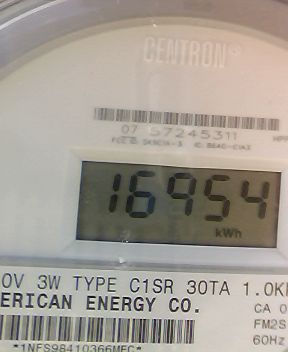 CENTRON®
07 57245311
16954
kWh
0V 3W TYPE C1SR 30TA 1.0K
ERICAN ENERGY CO.
CA 0
FM2S
60Hz
*1NFS98410366MEC*